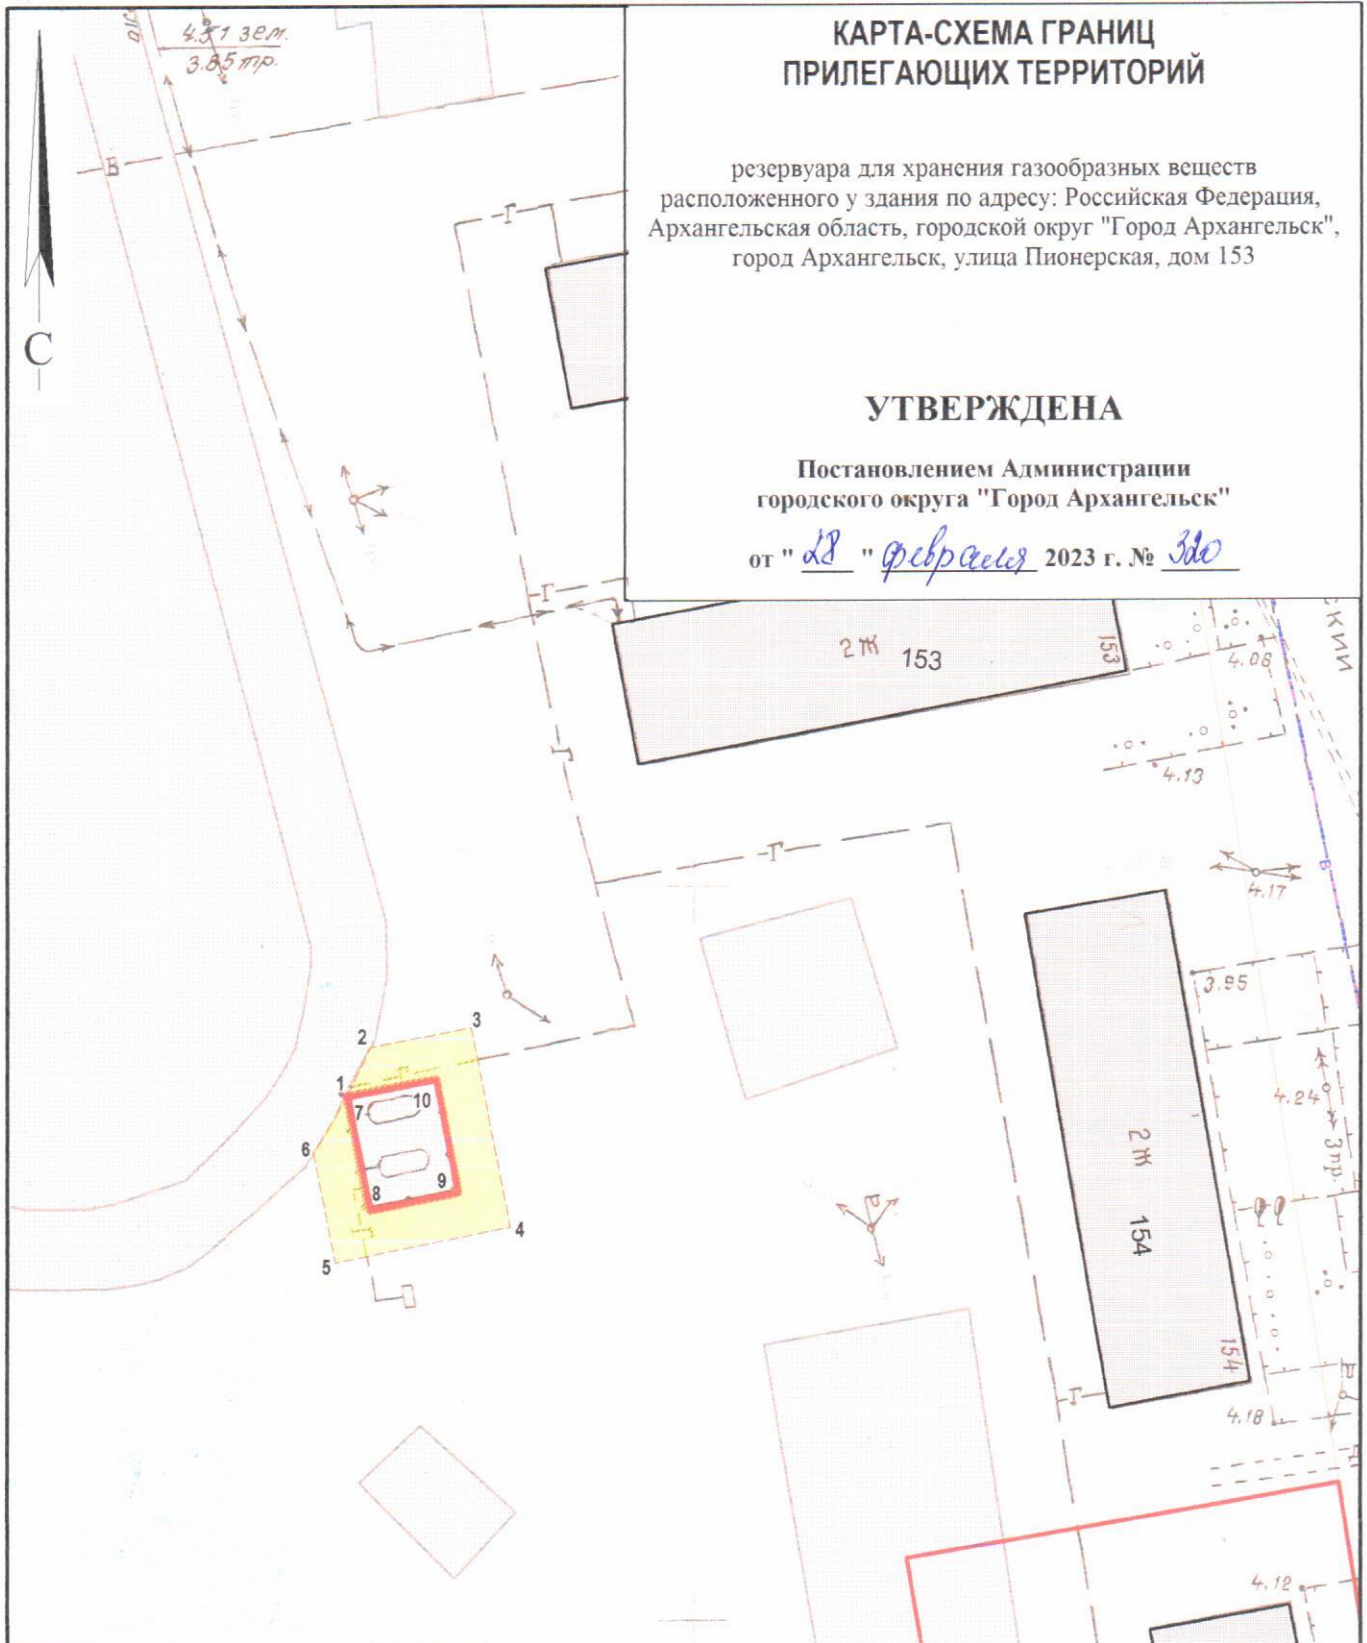 КАРТА-СХЕМА ГРАНИЦ
ПРИЛЕГАЮЩИХ ТЕРРИТОРИЙ
резервуара для хранения газообразных веществ
расположенного у здания по адресу: Российская Федерация,
Архангельская область, городской округ "Город Архангельск",
город Архангельск, улица Пионерская, дом 153
УТВЕРЖДЕНА
Постановлением Администрации
городского округа "Город Архангельск"
от "28" февраля 2023 г. № 320
4.51 зем.
3.85 тр.
В
С
Г
Г
2Ж 153
153
4.06
СКИЙ
4.13
Г
Г
В
4.17
3.95
2
3
1
Г
7
10
6
8
9
5
4
Г
4.24
3пр.
2Ж
154
154
Г
4.18
4.12